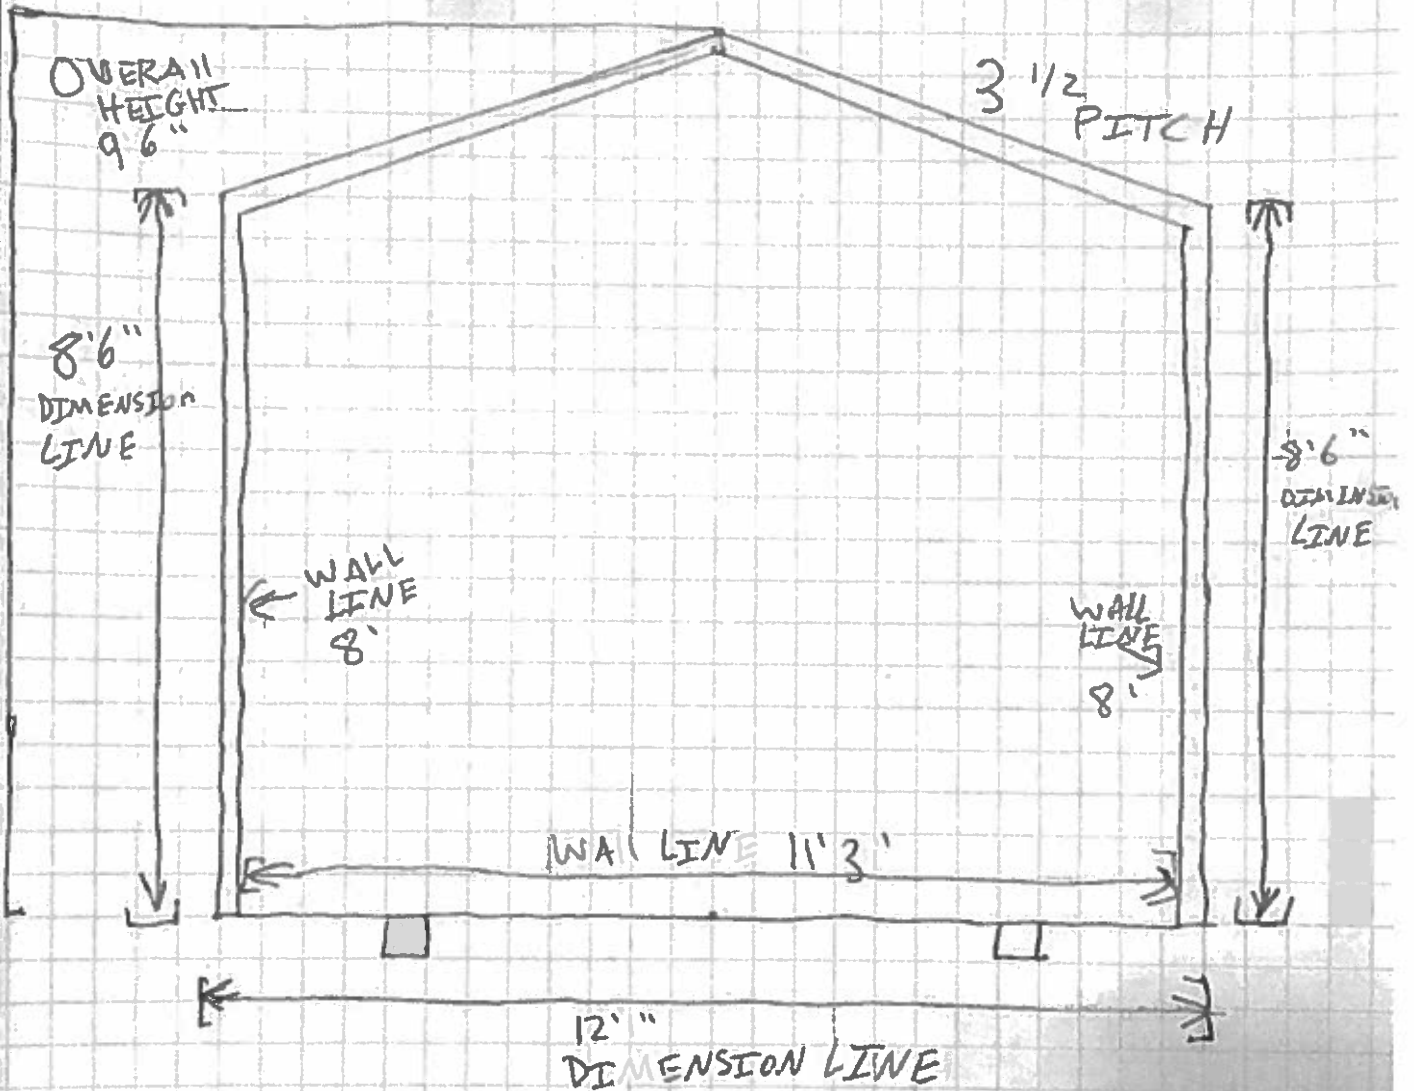 OVERAll
HEIGHT
9'6"
3 1/2
PITCH
8'6"
DIMENSIOn
LINE
8'6"
LINE
WALL
LINE
8'
WAll
LINE
8'
WAl LINE 11'3'
12'"
DIMENSION LINE